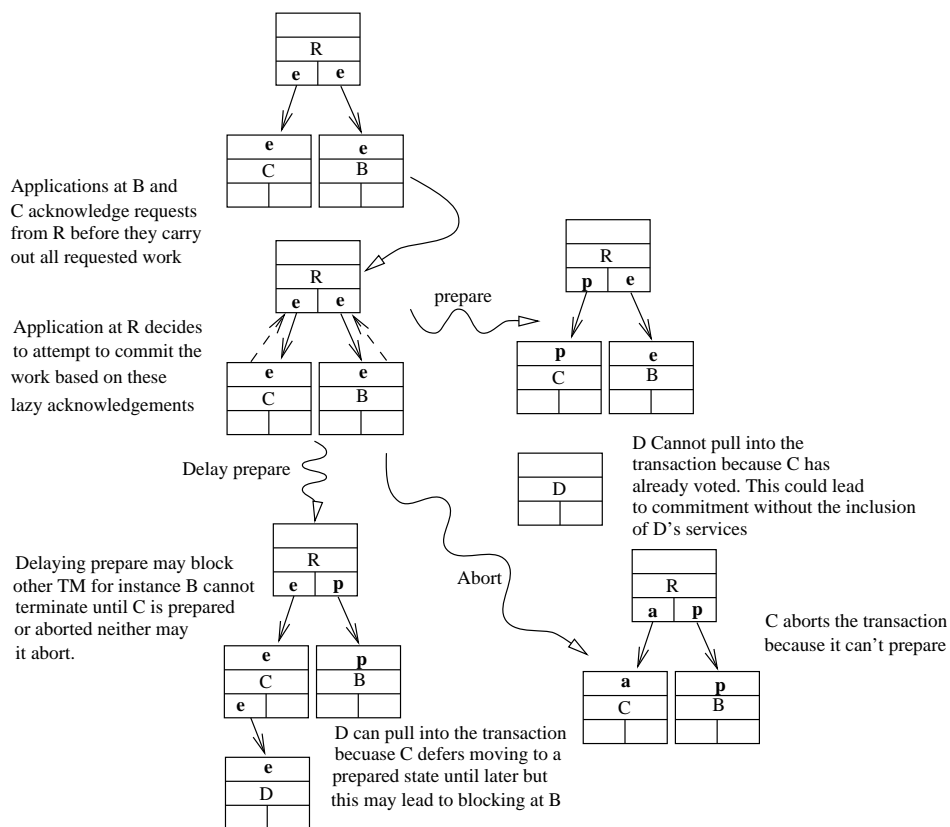 R
e e
e e
C B
Applications at B and
C acknowledge requests
from R before they carry
out all requested work
R
e e
prepare
R
p e
Application at R decides
to attempt to commit the
work based on these
lazy acknowledgements
e e
C B
p e
C B
Delay prepare
D Cannot pull into the
transaction because C has
already voted. This could lead
to commitment without the inclusion
of D's services
D
Delaying prepare may block
other TM for instance B cannot
terminate until C is prepared
or aborted neither may
it abort.
R
e p
Abort
R
a p
C aborts the transaction
because it can't prepare
e p
C B
e
a p
C B
D can pull into the transaction
becuase C defers moving to a
prepared state until later but
this may lead to blocking at B
e
D